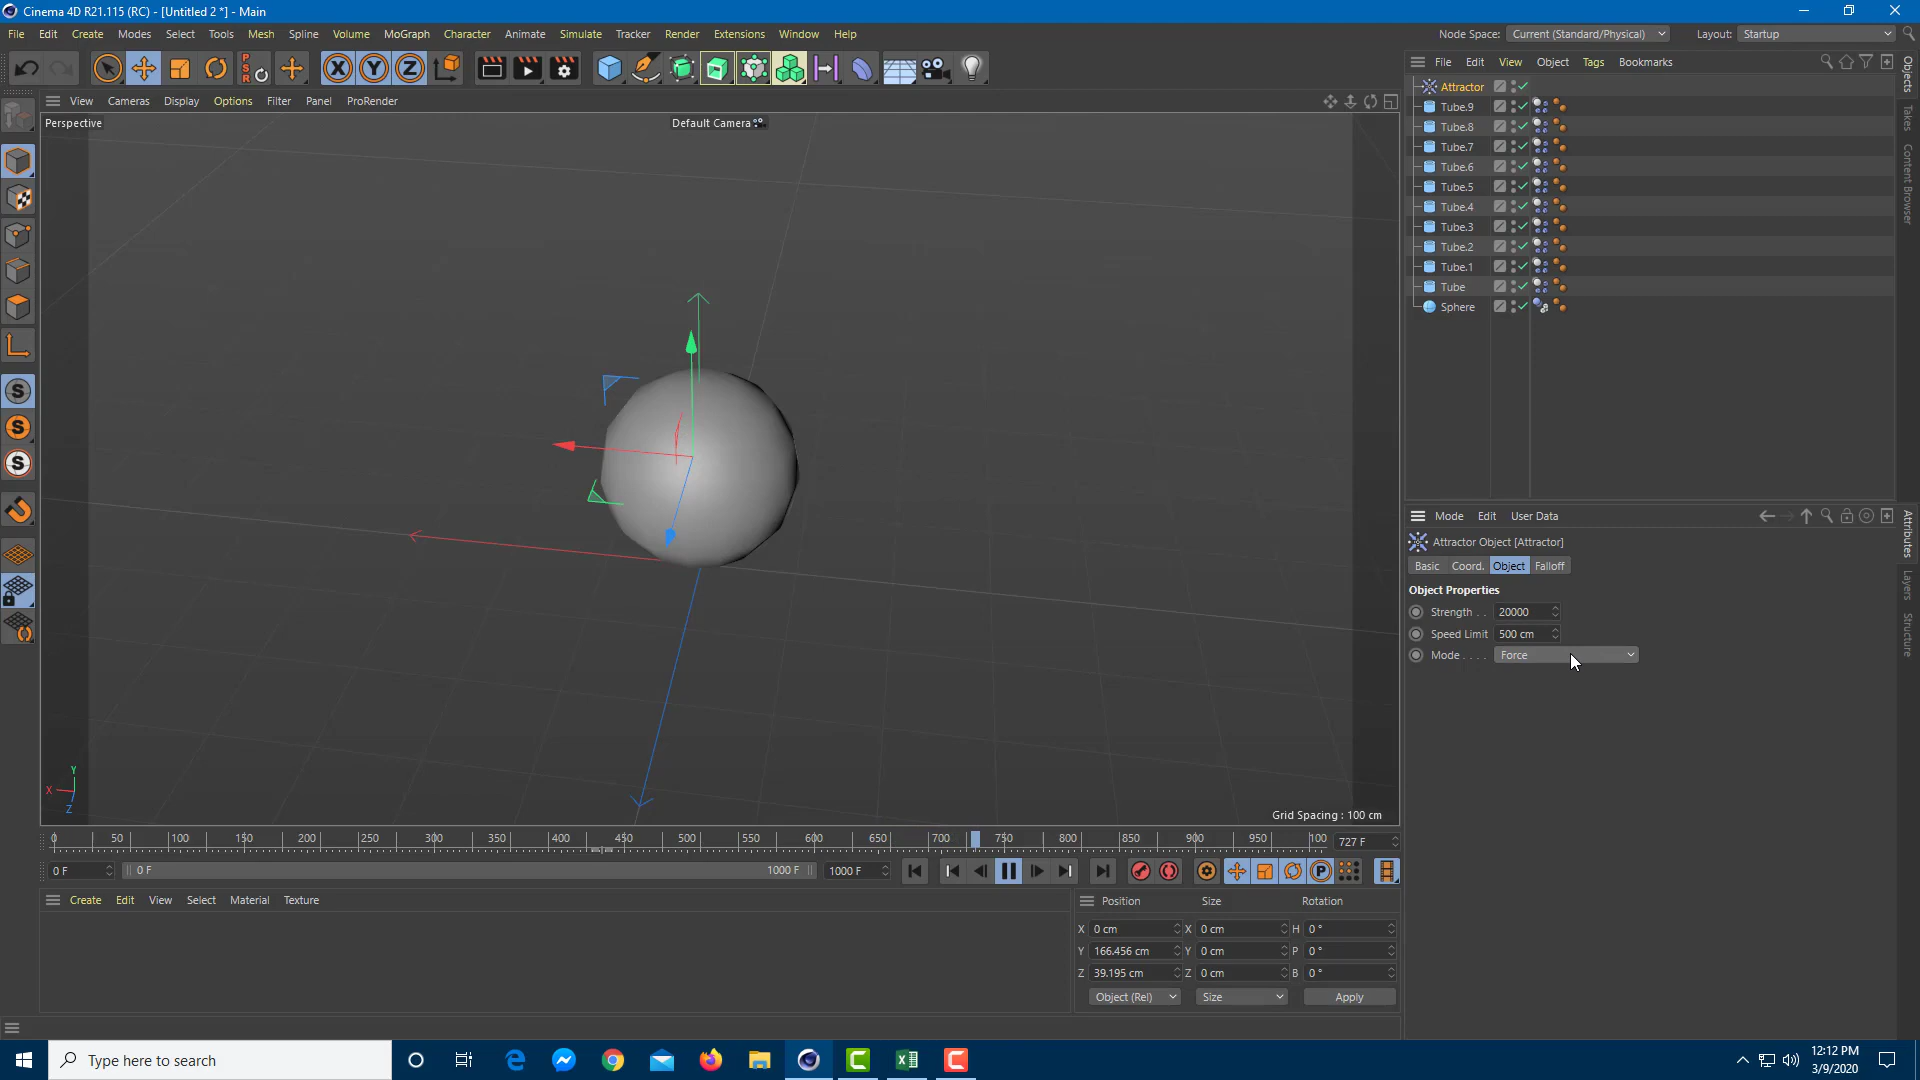 Cinema 4D R21.115 (RC) - [Untitled 2 *] - Main
File Edit Create Modes Select Tools Mesh Spline Volume MoGraph Character Animate Simulate Tracker Render Extensions Window Help Node Space: Current (Standard/Physical) Layout: Startup
PSR X Y Z
File Edit View Object Tags Bookmarks
View Cameras Display Options Filter Panel ProRender
Perspective
Default Camera
Attractor
Tube.9
Tube.8
Tube.7
Tube.6
Tube.5
Tube.4
Tube.3
Tube.2
Tube.1
Tube
Sphere
Objects
Takes
Content Browser
S
S
S
Mode Edit User Data
Attractor Object [Attractor]
Basic Coord. Object Falloff
Object Properties
Strength . . 20000
Speed Limit 500 cm
Mode . . . . Force
Attributes
Layers
Structure
Y
X
Z
Grid Spacing : 100 cm
0 50 100 150 200 250 300 350 400 450 500 550 600 650 700 750 800 850 900 950 100 727 F
0 F 0 F 1000 F 1000 F P
Create Edit View Select Material Texture
Position Size Rotation
X 0 cm X 0 cm H 0 °
Y 166.456 cm Y 0 cm P 0 °
Z 39.195 cm Z 0 cm B 0 °
Object (Rel) Size Apply
Type here to search
12:12 PM
3/9/2020